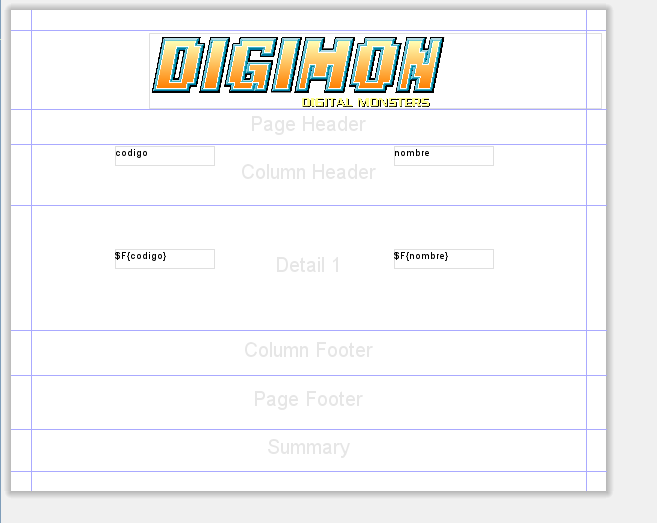 DIGIMON
DIGITAL MONSTERS
Page Header
codigo nombre
Column Header
$F{codigo} $F{nombre}
Detail 1
Column Footer
Page Footer
Summary